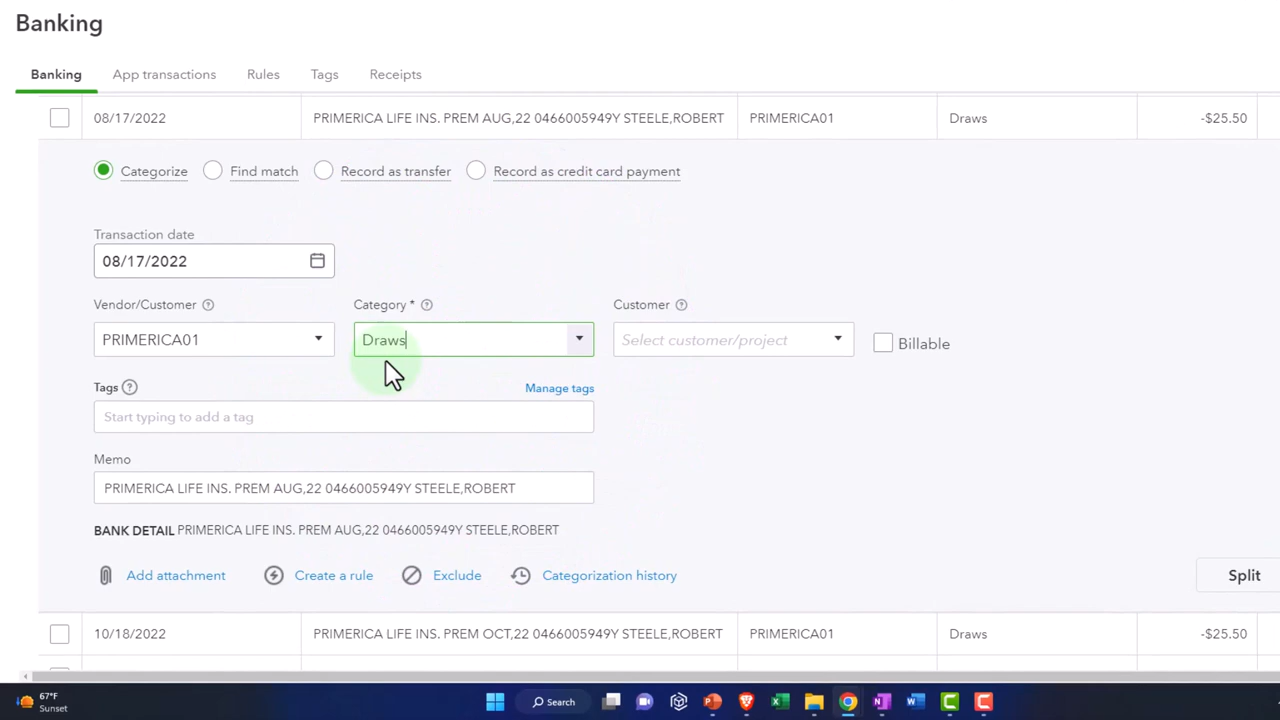 Banking
Banking App transactions Rules Tags Receipts
08/17/2022 PRIMERICA LIFE INS. PREM AUG,22 0466005949Y STEELE,ROBERT PRIMERICA01 Draws -$25.50
Categorize Find match Record as transfer Record as credit card payment
Transaction date
08/17/2022
Vendor/Customer Category * Customer
PRIMERICA01 Draws Select customer/project Billable
Tags Manage tags
Start typing to add a tag
Memo
PRIMERICA LIFE INS. PREM AUG,22 0466005949Y STEELE,ROBERT
BANK DETAIL PRIMERICA LIFE INS. PREM AUG,22 0466005949Y STEELE,ROBERT
Add attachment Create a rule Exclude Categorization history Split
10/18/2022 PRIMERICA LIFE INS. PREM OCT,22 0466005949Y STEELE,ROBERT PRIMERICA01 Draws -$25.50
67°F
Sunset
Search